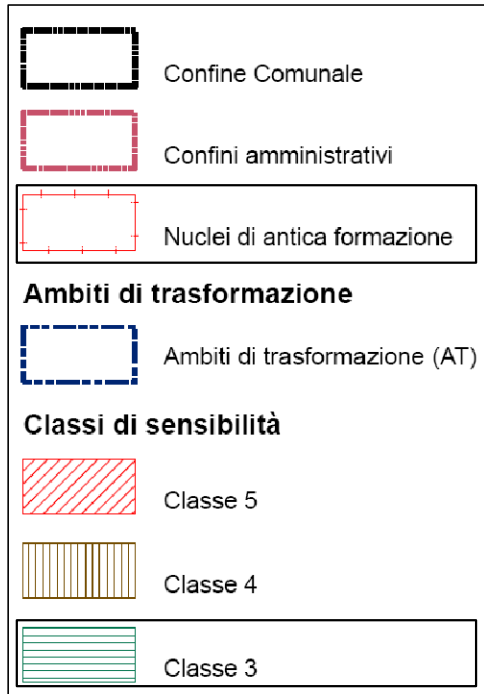 Confine Comunale
Confini amministrativi
Nuclei di antica formazione
Ambiti di trasformazione
Ambiti di trasformazione (AT)
Classi di sensibilità
Classe 5
Classe 4
Classe 3